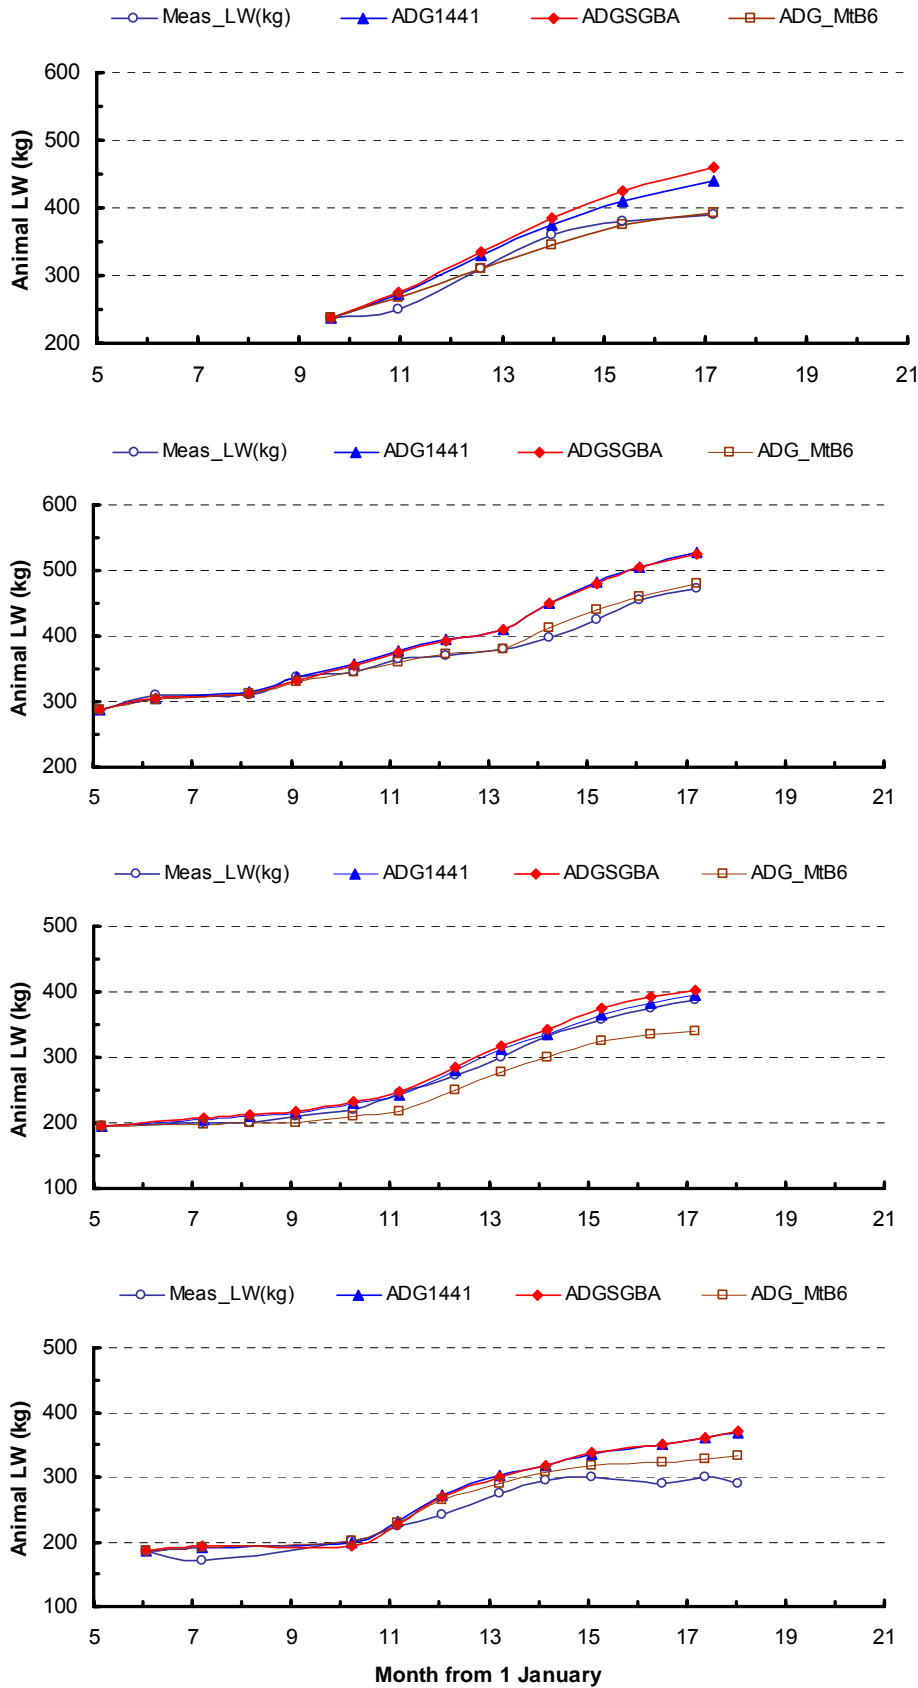 Meas_LW(kg) ADG1441 ADGSGBA ADG_MtB6
600
500
400
300
200
Animal LW (kg)
5 7 9 11 13 15 17 19 21
Meas_LW(kg) ADG1441 ADGSGBA ADG_MtB6
600
500
400
300
200
Animal LW (kg)
5 7 9 11 13 15 17 19 21
Meas_LW(kg) ADG1441 ADGSGBA ADG_MtB6
500
400
300
200
100
Animal LW (kg)
5 7 9 11 13 15 17 19 21
Meas_LW(kg) ADG1441 ADGSGBA ADG_MtB6
500
400
300
200
100
Animal LW (kg)
5 7 9 11 13 15 17 19 21
Month from 1 January